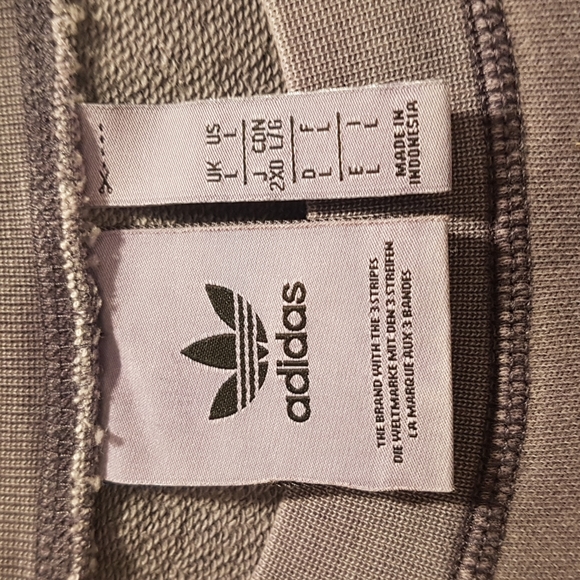 adidas
THE BRAND WITH THE 3 STRIPES
DIE WELTMARKE MIT DEN 3 STREIFEN
LA MARQUE AUX 3 BANDES
UK US
L L
J CDN
2XO L/G
D F
L L
E I
L L
MADE IN
INDONESIA